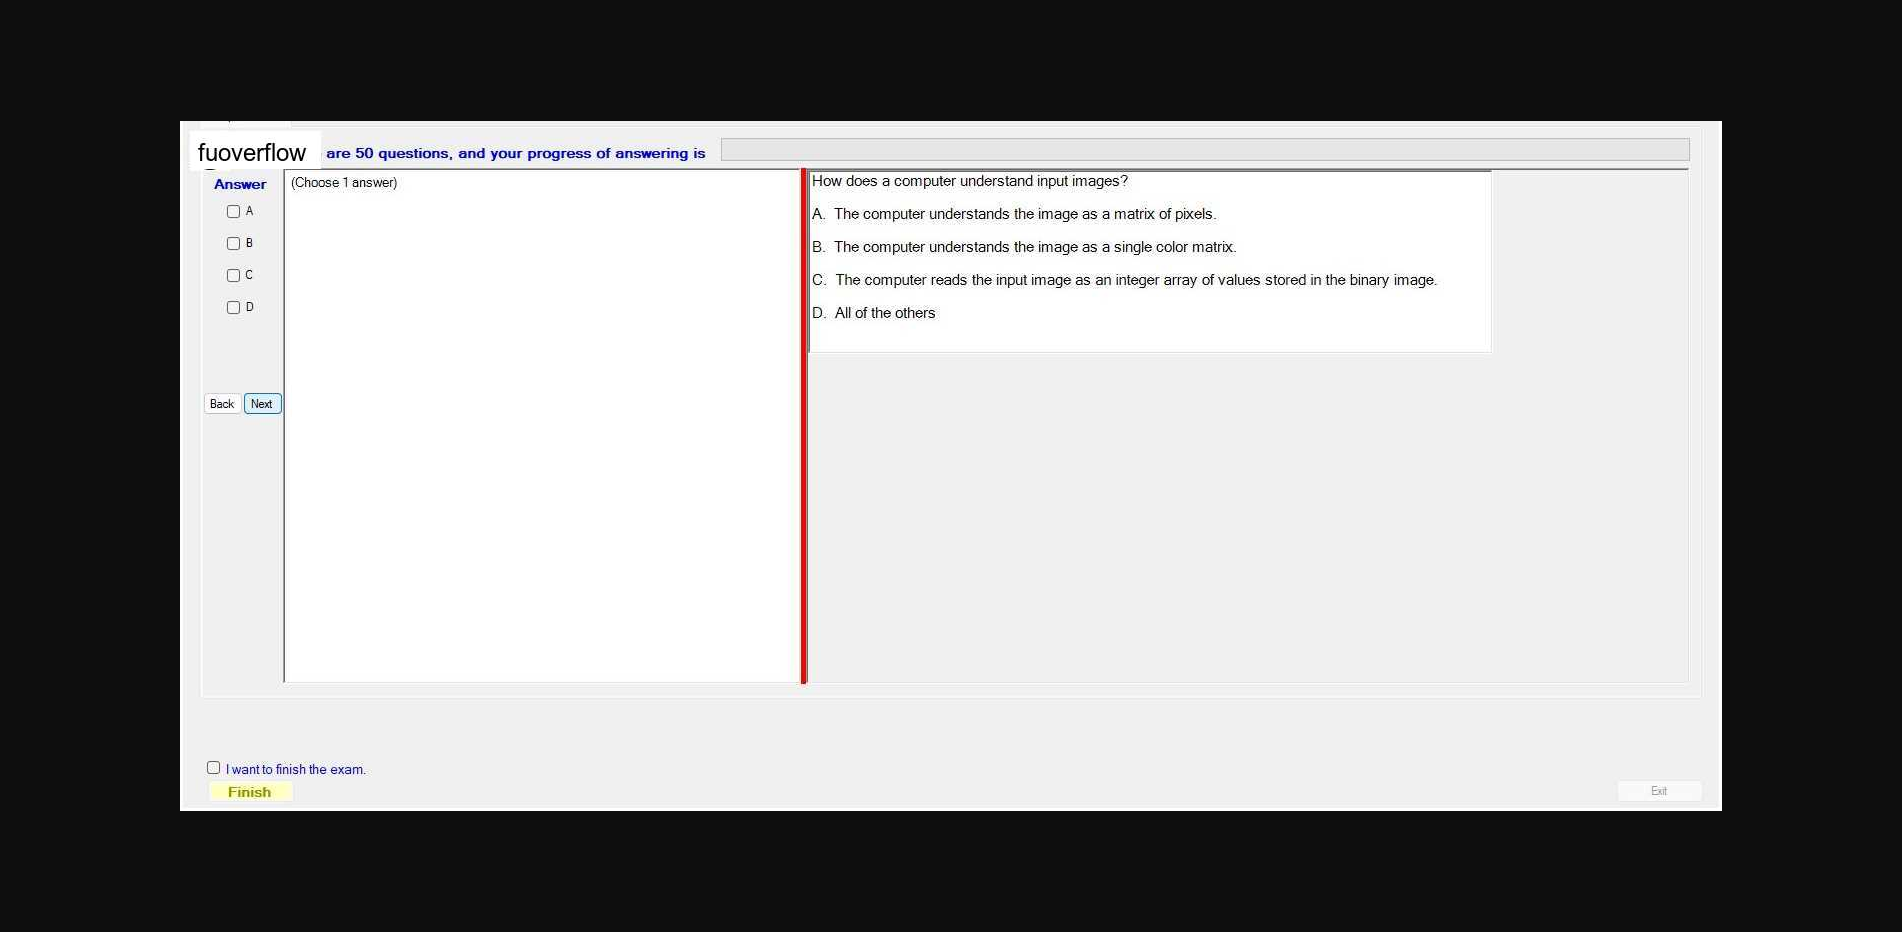 fuoverflow are 50 questions, and your progress of answering is
Answer
A
B
C
D
Back Next
(Choose 1 answer)
How does a computer understand input images?
A. The computer understands the image as a matrix of pixels.
B. The computer understands the image as a single color matrix.
C. The computer reads the input image as an integer array of values stored in the binary image.
D. All of the others
I want to finish the exam.
Finish
Exit